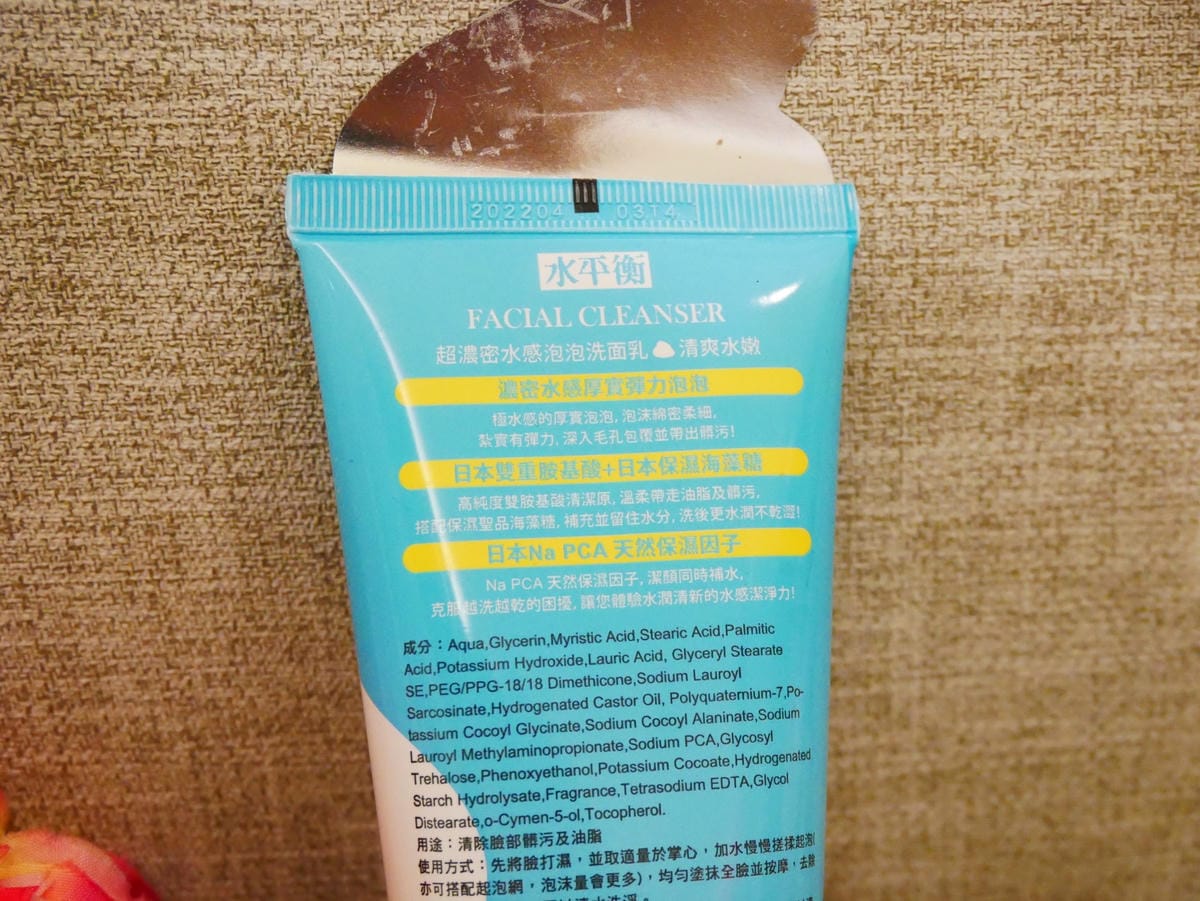 202204 03T4
水平衡
FACIAL CLEANSER
超濃密水感泡泡洗面乳 清爽水嫩
濃密水感厚實彈力泡泡
極水感的厚實泡泡, 泡沫綿密柔細,
紮實有彈力, 深入毛孔包覆並帶出髒污!
日本雙重胺基酸+日本保濕海藻糖
高純度雙胺基酸清潔原, 溫柔帶走油脂及髒污,
搭配保濕聖品海藻糖, 補充並留住水分, 洗後更水潤不乾澀!
日本Na PCA 天然保濕因子
Na PCA 天然保濕因子, 潔顏同時補水,
克服越洗越乾的困擾, 讓您體驗水潤清新的水感潔淨力!
成分：Aqua,Glycerin,Myristic Acid,Stearic Acid,Palmitic
Acid,Potassium Hydroxide,Lauric Acid, Glyceryl Stearate
SE,PEG/PPG-18/18 Dimethicone,Sodium Lauroyl
Sarcosinate,Hydrogenated Castor Oil, Polyquaternium-7,Po-
tassium Cocoyl Glycinate,Sodium Cocoyl Alaninate,Sodium
Lauroyl Methylaminopropionate,Sodium PCA,Glycosyl
Trehalose,Phenoxyethanol,Potassium Cocoate,Hydrogenated
Starch Hydrolysate,Fragrance,Tetrasodium EDTA,Glycol
Distearate,o-Cymen-5-ol,Tocopherol.
用途：清除臉部髒污及油脂
使用方式：先將臉打濕，並取適量於掌心，加水慢慢搓揉起泡(
亦可搭配起泡網，泡沫量會更多)，均勻塗抹全臉並按摩，去除
清水洗淨。